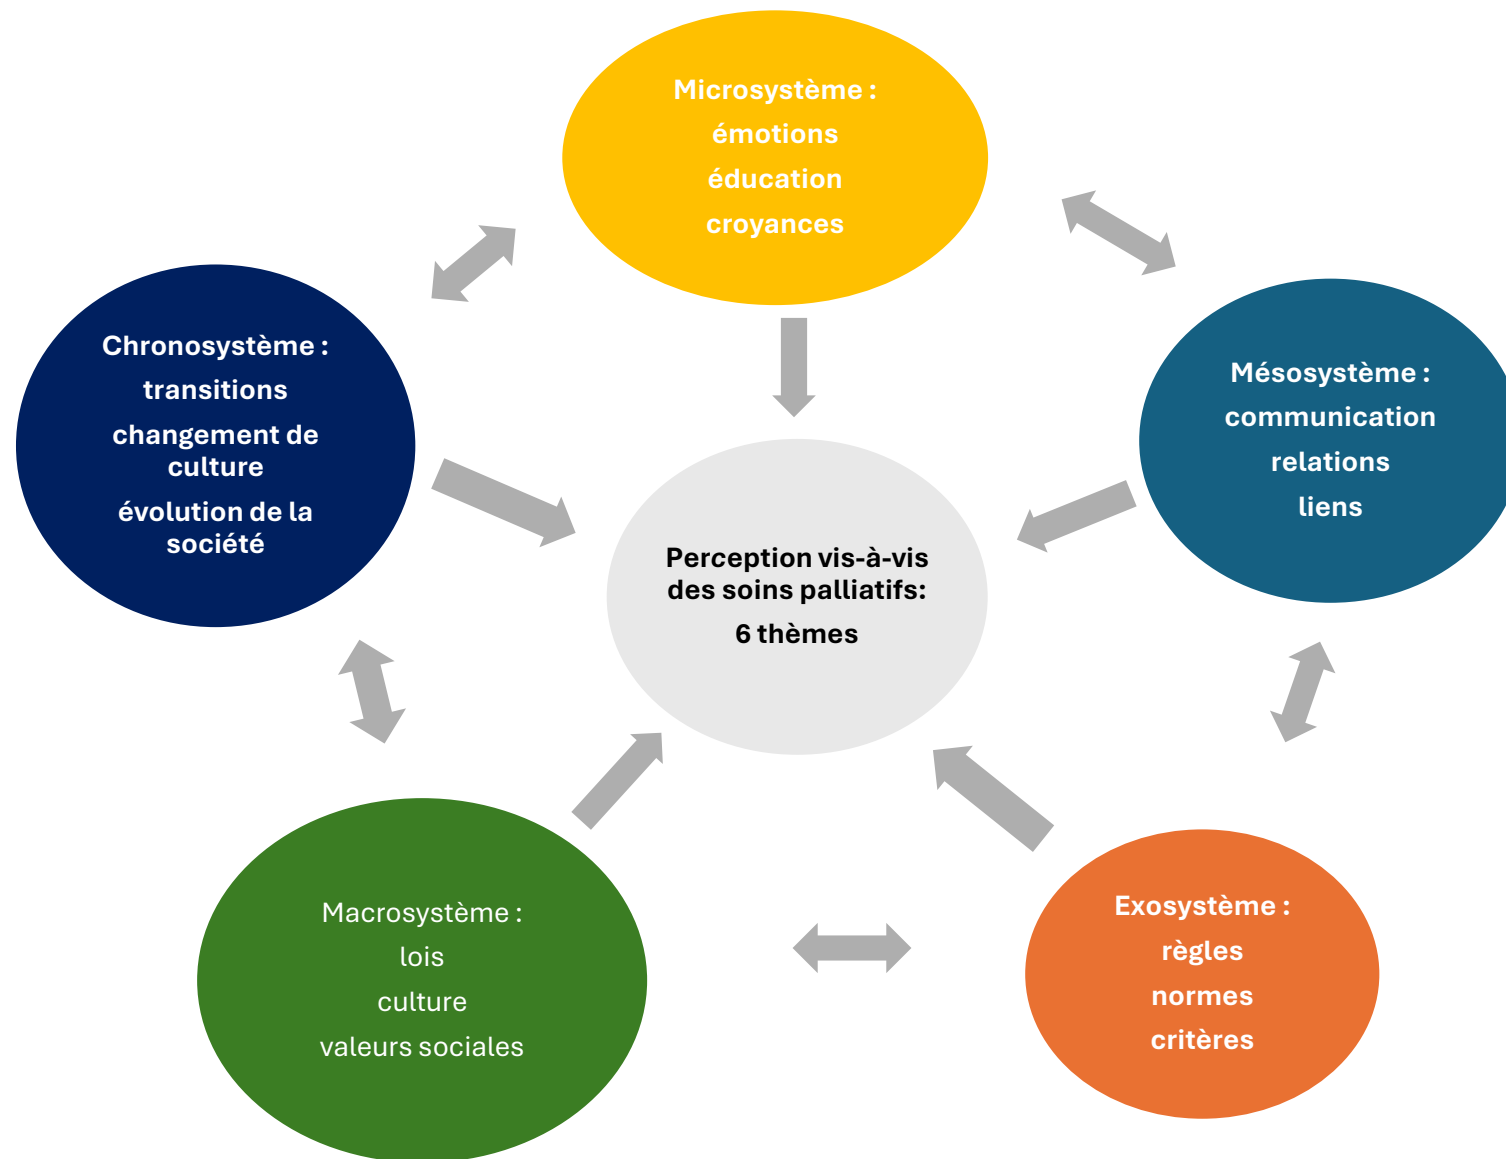 Microsystème :
émotions
éducation
croyances
Chronosystème :
transitions
changement de
culture
évolution de la
société
Mésosystème :
communication
relations
liens
Perception vis-à-vis
des soins palliatifs:
6 thèmes
Macrosystème :
lois
culture
valeurs sociales
Exosystème :
règles
normes
critères